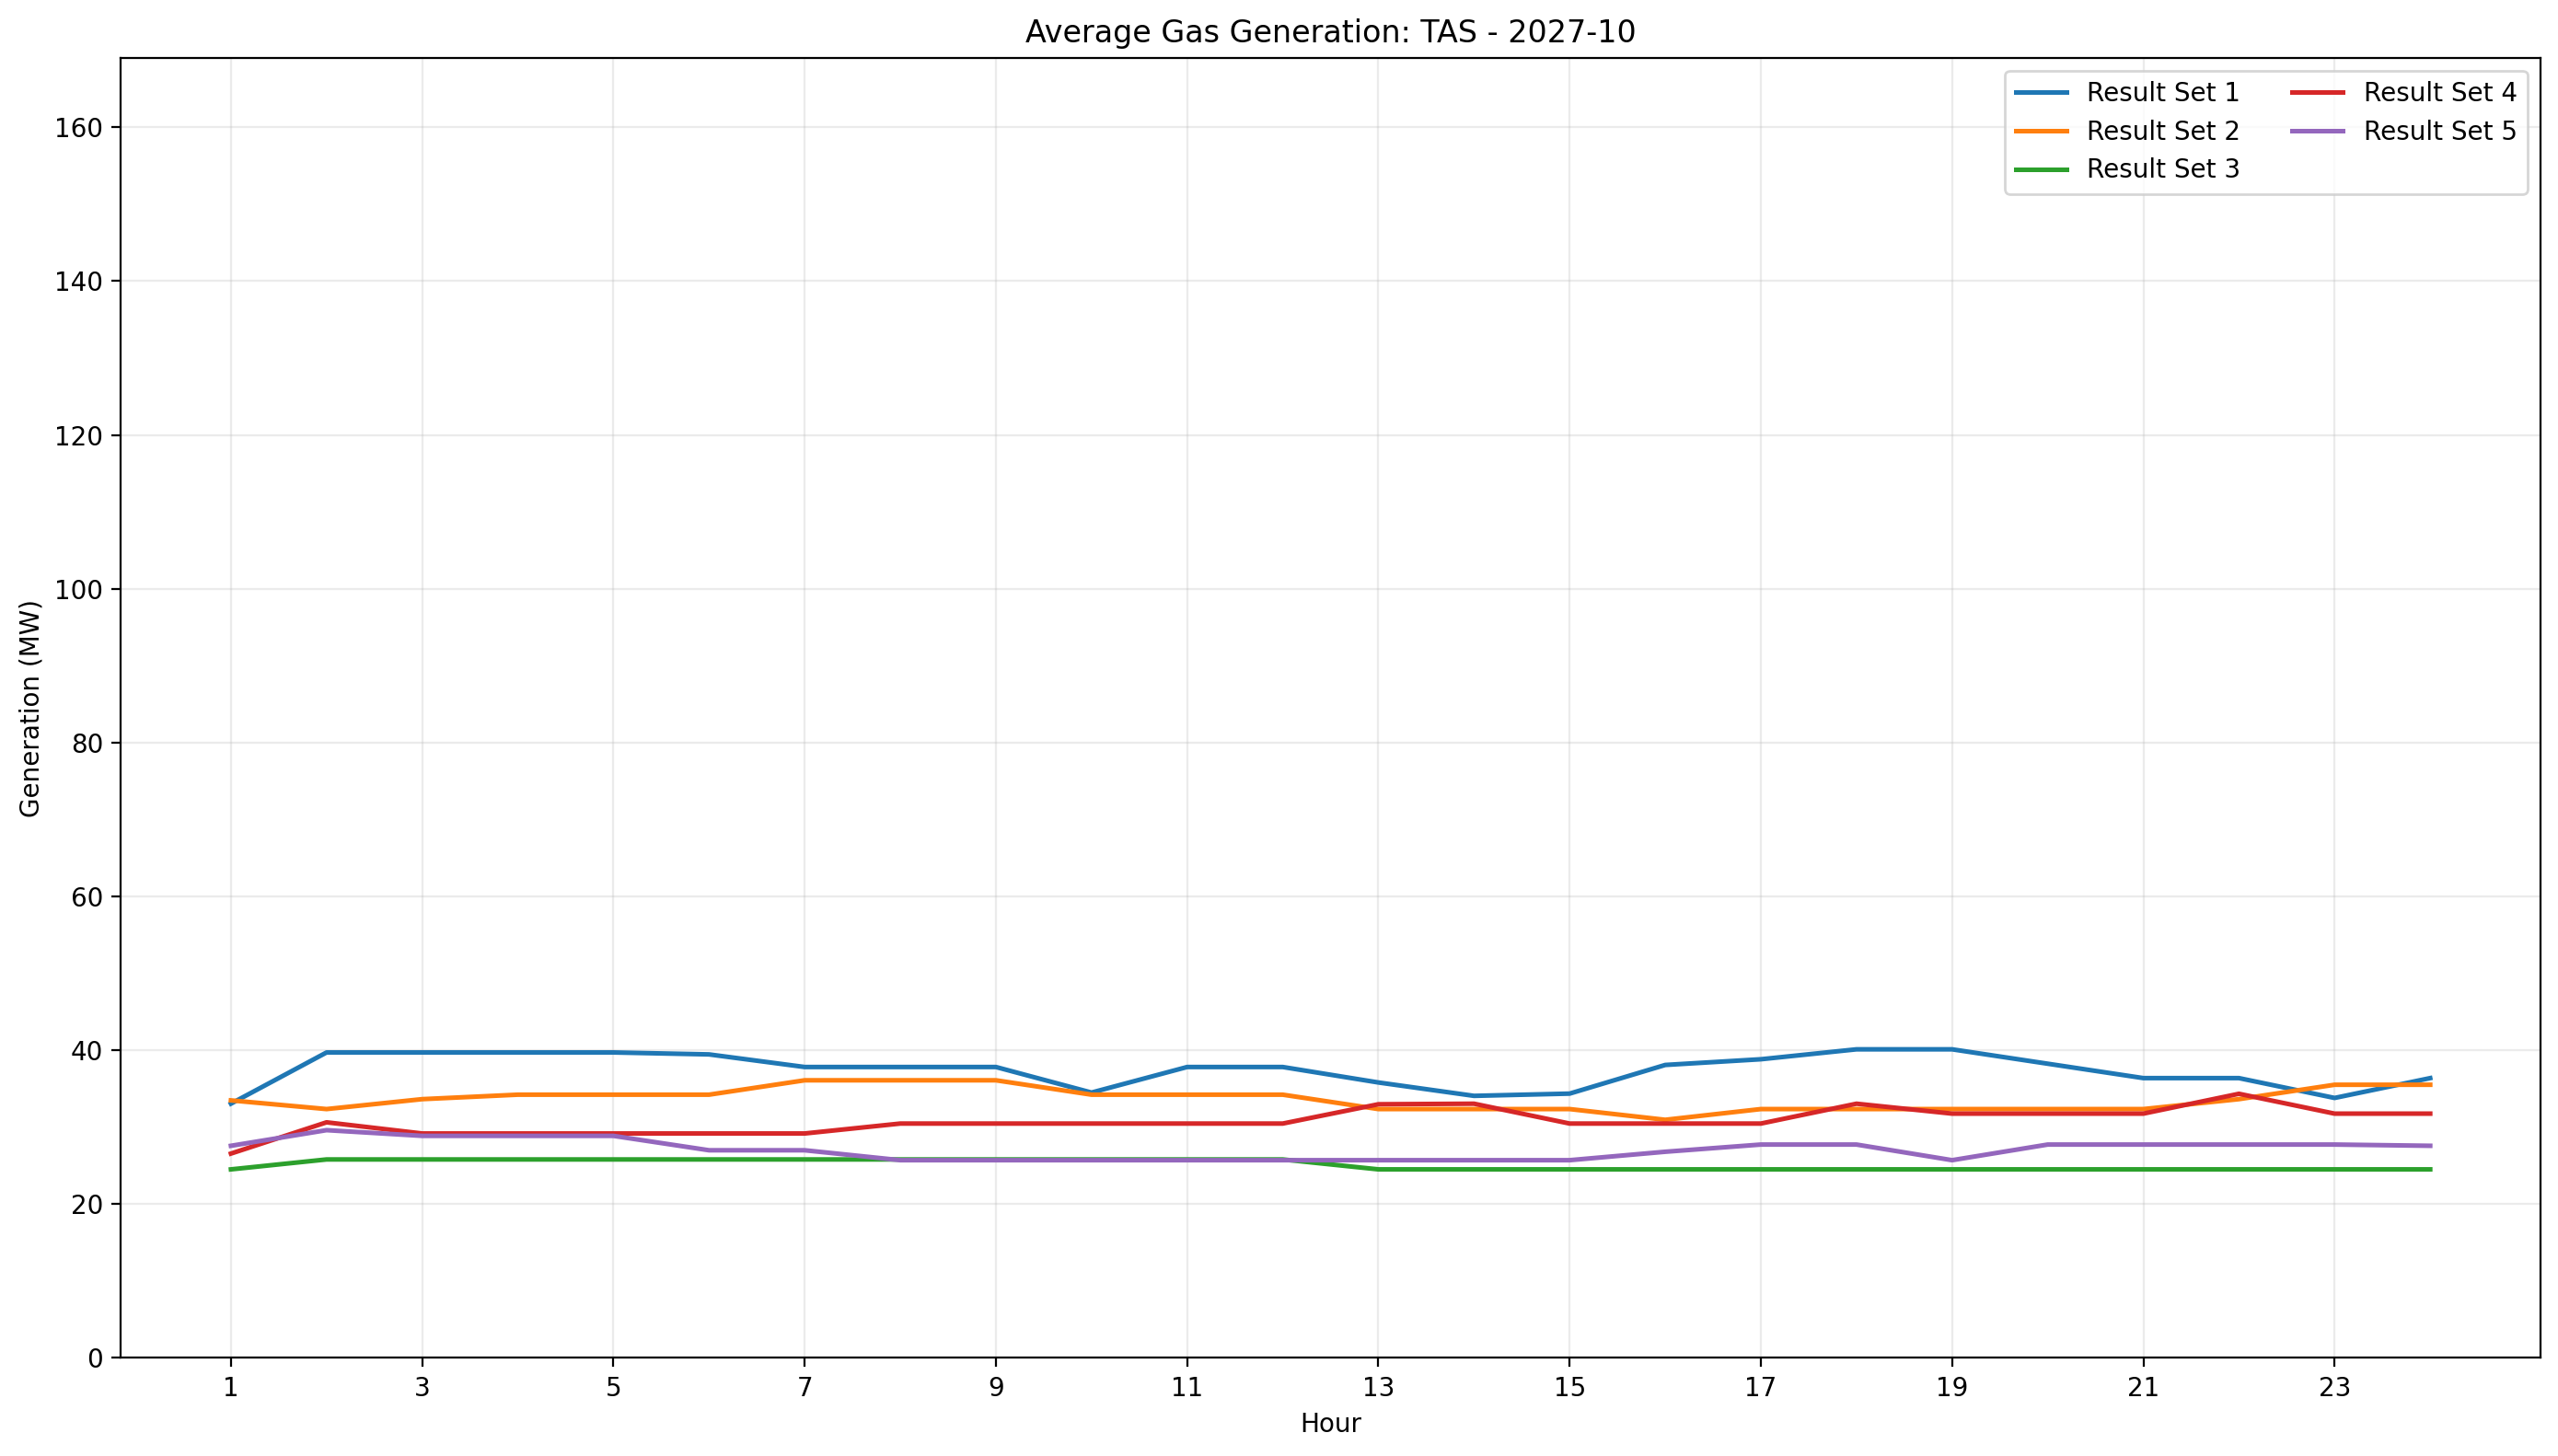 Average Gas Generation: TAS - 2027-10
Result Set 1
Result Set 2
Result Set 3
Result Set 4
Result Set 5
Generation (MW)
160
140
120
100
80
60
40
20
0
1 3 5 7 9 11 13 15 17 19 21 23
Hour